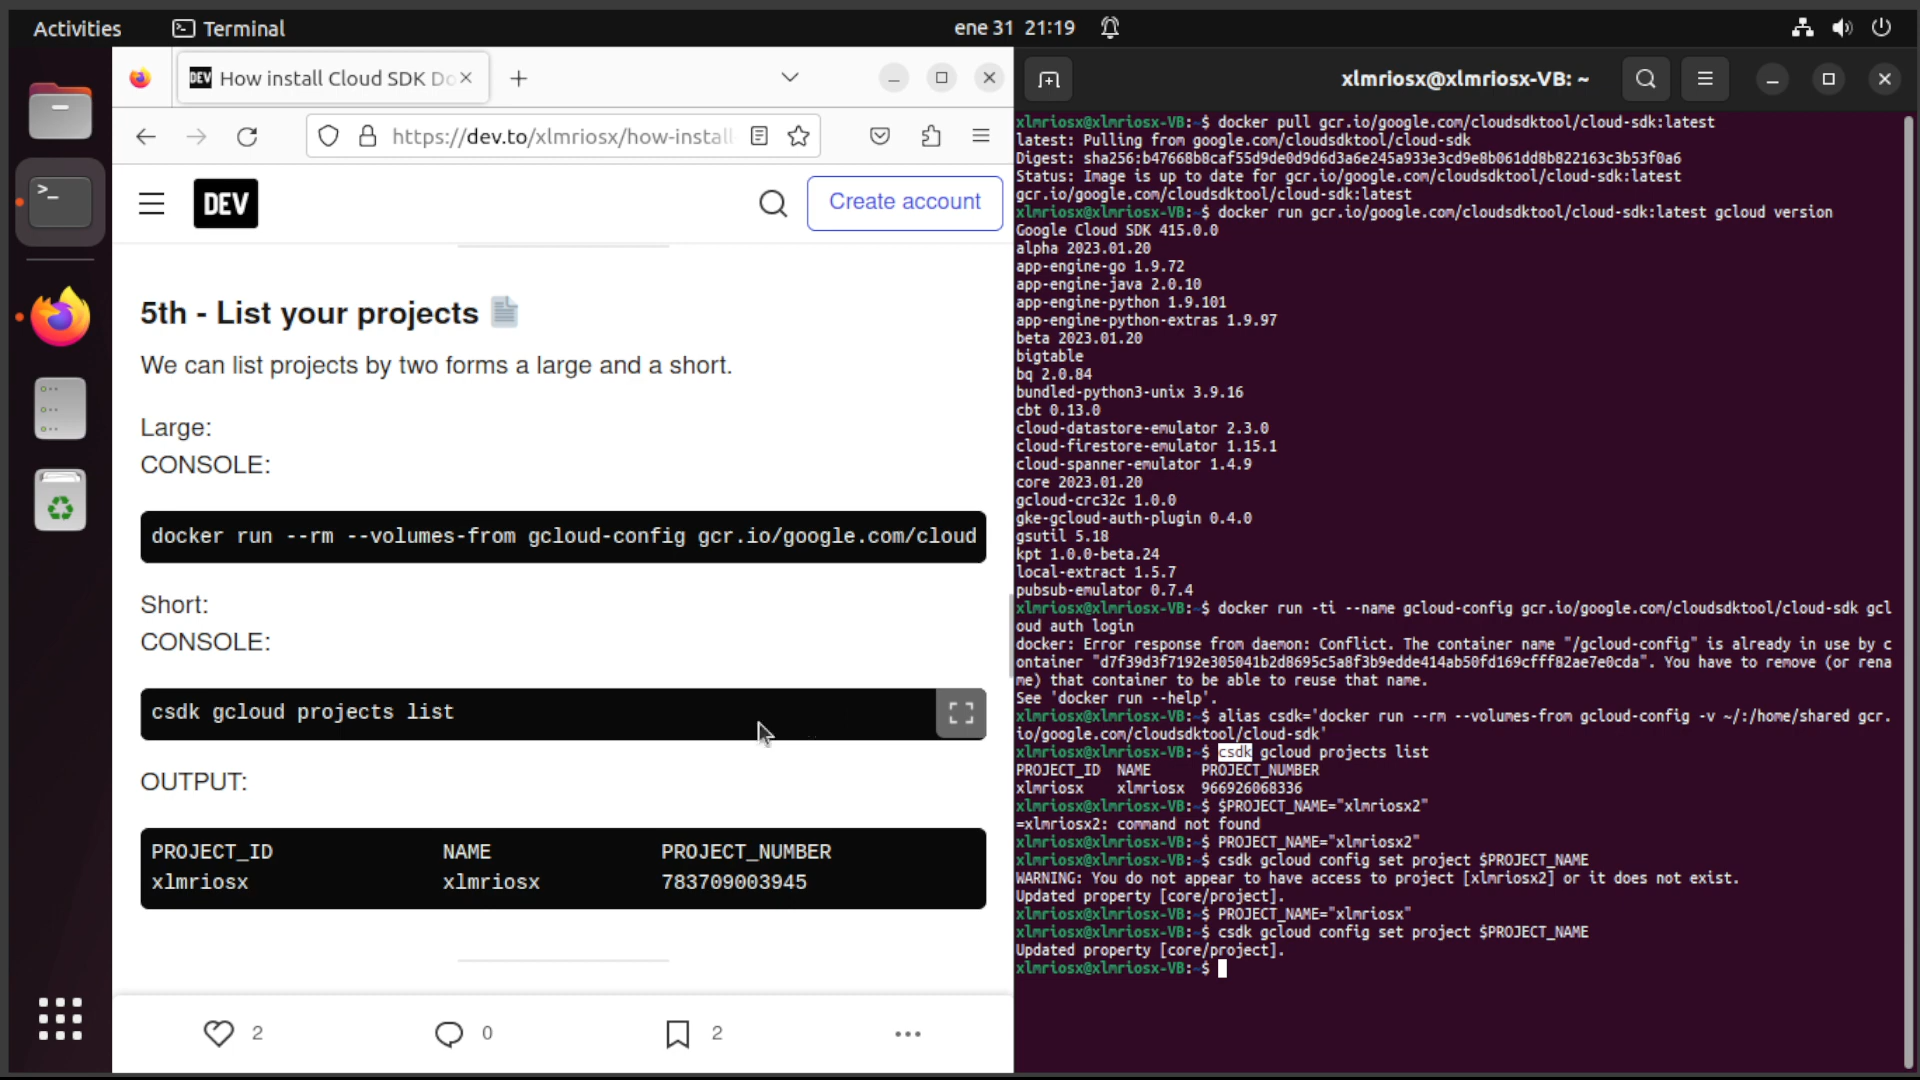 Activities
Terminal
ene 31 21:19
DEV How install Cloud SDK Do
https://dev.to/xlmriosx/how-install
DEV
Create account
5th - List your projects
We can list projects by two forms a large and a short.
Large:
CONSOLE:
docker run --rm --volumes-from gcloud-config gcr.io/google.com/cloud
Short:
CONSOLE:
csdk gcloud projects list
OUTPUT:
PROJECT_ID NAME PROJECT_NUMBER
xlmriosx xlmriosx 783709003945
2
0
2
xlmriosx@xlmriosx-VB: ~
xlmriosx@xlmriosx-VB:~$ docker pull gcr.io/google.com/cloudsdktool/cloud-sdk:latest
latest: Pulling from google.com/cloudsdktool/cloud-sdk
Digest: sha256:b47668b8caf55d9de0d9d6d3a6e245a933e3cd9e8b061dd8b822163c3b53f0a6
Status: Image is up to date for gcr.io/google.com/cloudsdktool/cloud-sdk:latest
gcr.io/google.com/cloudsdktool/cloud-sdk:latest
xlmriosx@xlmriosx-VB:~$ docker run gcr.io/google.com/cloudsdktool/cloud-sdk:latest gcloud version
Google Cloud SDK 415.0.0
alpha 2023.01.20
app-engine-go 1.9.72
app-engine-java 2.0.10
app-engine-python 1.9.101
app-engine-python-extras 1.9.97
beta 2023.01.20
bigtable
bq 2.0.84
bundled-python3-unix 3.9.16
cbt 0.13.0
cloud-datastore-emulator 2.3.0
cloud-firestore-emulator 1.15.1
cloud-spanner-emulator 1.4.9
core 2023.01.20
gcloud-crc32c 1.0.0
gke-gcloud-auth-plugin 0.4.0
gsutil 5.18
kpt 1.0.0-beta.24
local-extract 1.5.7
pubsub-emulator 0.7.4
xlmriosx@xlmriosx-VB:~$ docker run -ti --name gcloud-config gcr.io/google.com/cloudsdktool/cloud-sdk gcl
oud auth login
docker: Error response from daemon: Conflict. The container name "/gcloud-config" is already in use by c
ontainer "d7f39d3f7192e305041b2d8695c5a8f3b9edde414ab50fd169cfff82ae7e0cda". You have to remove (or rena
me) that container to be able to reuse that name.
See 'docker run --help'.
xlmriosx@xlmriosx-VB:~$ alias csdk='docker run --rm --volumes-from gcloud-config -v ~/:/home/shared gcr.
io/google.com/cloudsdktool/cloud-sdk'
xlmriosx@xlmriosx-VB:~$ csdk gcloud projects list
PROJECT_ID NAME PROJECT_NUMBER
xlmriosx xlmriosx 966926068336
xlmriosx@xlmriosx-VB:~$ $PROJECT_NAME="xlmriosx2"
=xlmriosx2: command not found
xlmriosx@xlmriosx-VB:~$ PROJECT_NAME="xlmriosx2"
xlmriosx@xlmriosx-VB:~$ csdk gcloud config set project $PROJECT_NAME
WARNING: You do not appear to have access to project [xlmriosx2] or it does not exist.
Updated property [core/project].
xlmriosx@xlmriosx-VB:~$ PROJECT_NAME="xlmriosx"
xlmriosx@xlmriosx-VB:~$ csdk gcloud config set project $PROJECT_NAME
Updated property [core/project].
xlmriosx@xlmriosx-VB:~$